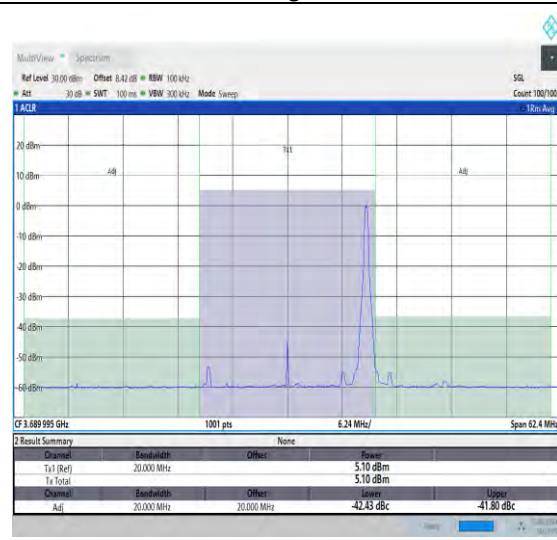 MultiView Spectrum
Ref Level 30.00 dBm Offset 8.42 dB RBW 100 kHz SGL
Att 30 dB SWT 100 ms VBW 300 kHz Mode Sweep Count 100/100
1 ACLR 1Rm Avg
Tx1
20 dBm
Adj Adj
10 dBm
0 dBm
-10 dBm
-20 dBm
-30 dBm
-40 dBm
-50 dBm
-60 dBm
CF 3.689 995 GHz 1001 pts 6.24 MHz/ Span 62.4 MHz
2 Result Summary None
Channel Bandwidth Offset Power
Tx1 (Ref) 20.000 MHz 5.10 dBm
Tx Total 5.10 dBm
Channel Bandwidth Offset Lower Upper
Adj 20.000 MHz 20.000 MHz -42.43 dBc -41.80 dBc